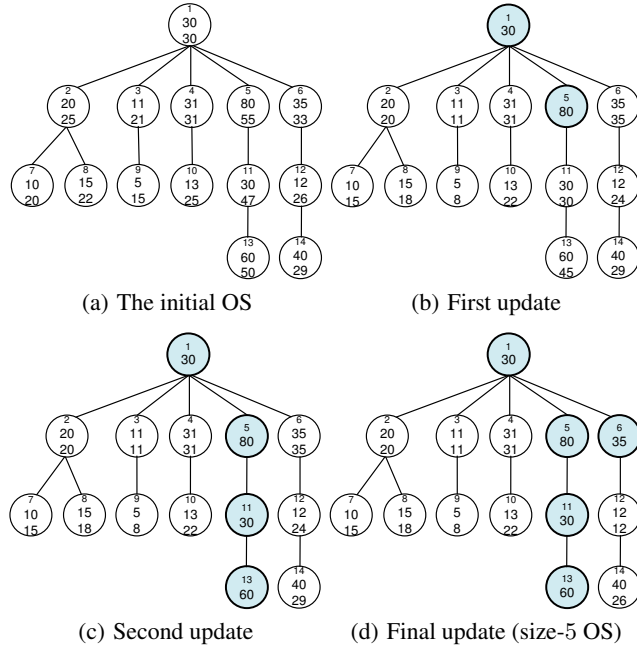 1 1
30 30
30
2 3 4 5 6 2 3 4 5 6
20 11 31 80 35 20 11 31 80 35
25 21 31 55 33 20 11 31 35
7 8 9 10 11 12 7 8 9 10 11 12
10 15 5 13 30 12 10 15 5 13 30 12
20 22 15 25 47 26 15 18 8 22 30 24
13 14 13 14
60 40 60 40
50 29 45 29
(a) The initial OS (b) First update
1 1
30 30
2 3 4 5 6 2 3 4 5 6
20 11 31 80 35 20 11 31 80 35
20 11 31 35 20 11 31
7 8 9 10 11 12 7 8 9 10 11 12
10 15 5 13 30 12 10 15 5 13 30 12
15 18 8 22 24 15 18 8 22 12
13 14 13 14
60 40 60 40
29 26
(c) Second update (d) Final update (size-5 OS)